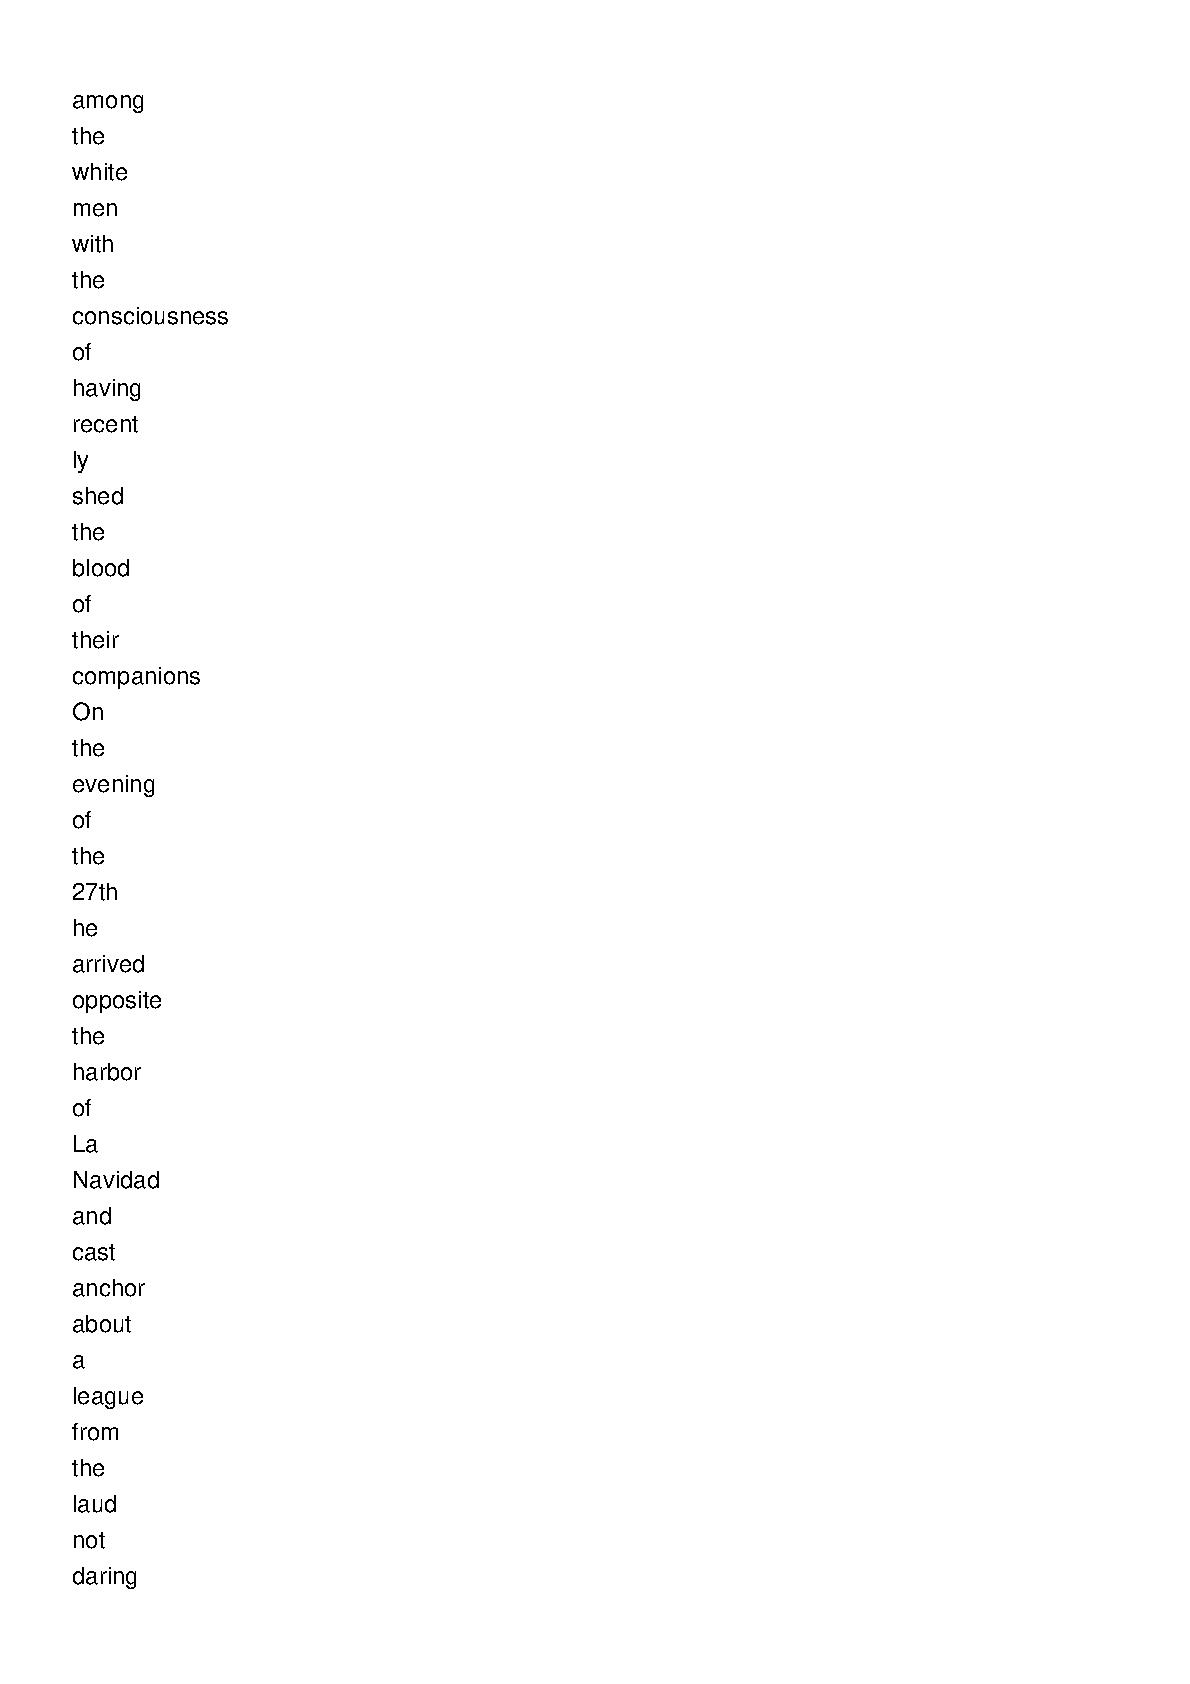 among
the
white
men
with
the
consciousness
of
having
recent
ly
shed
the
blood
of
their
companions
On
the
evening
of
the
27th
he
arrived
opposite
the
harbor
of
La
Navidad
and
cast
anchor
about
a
league
from
the
laud
not
daring